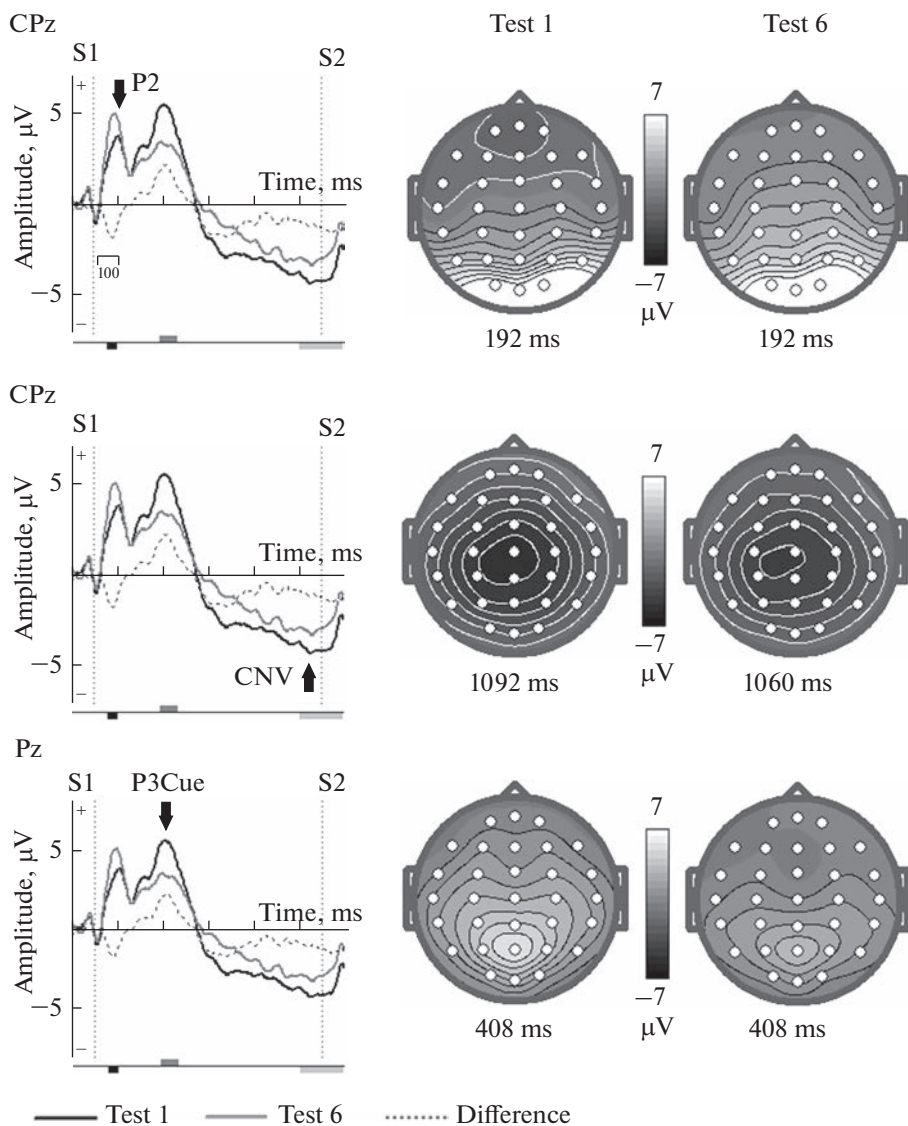 CPz
Test 1
Test 6
S1
S2
+
P2
5
Amplitude, μV
Time, ms
100
−5
−
7
−7
μV
192 ms
192 ms
CPz
S1
S2
+
5
Amplitude, μV
Time, ms
−5
CNV
−
7
−7
μV
1092 ms
1060 ms
Pz
S1
P3Cue
S2
+
5
Amplitude, μV
Time, ms
−5
−
7
−7
μV
408 ms
408 ms
Test 1
Test 6
Difference